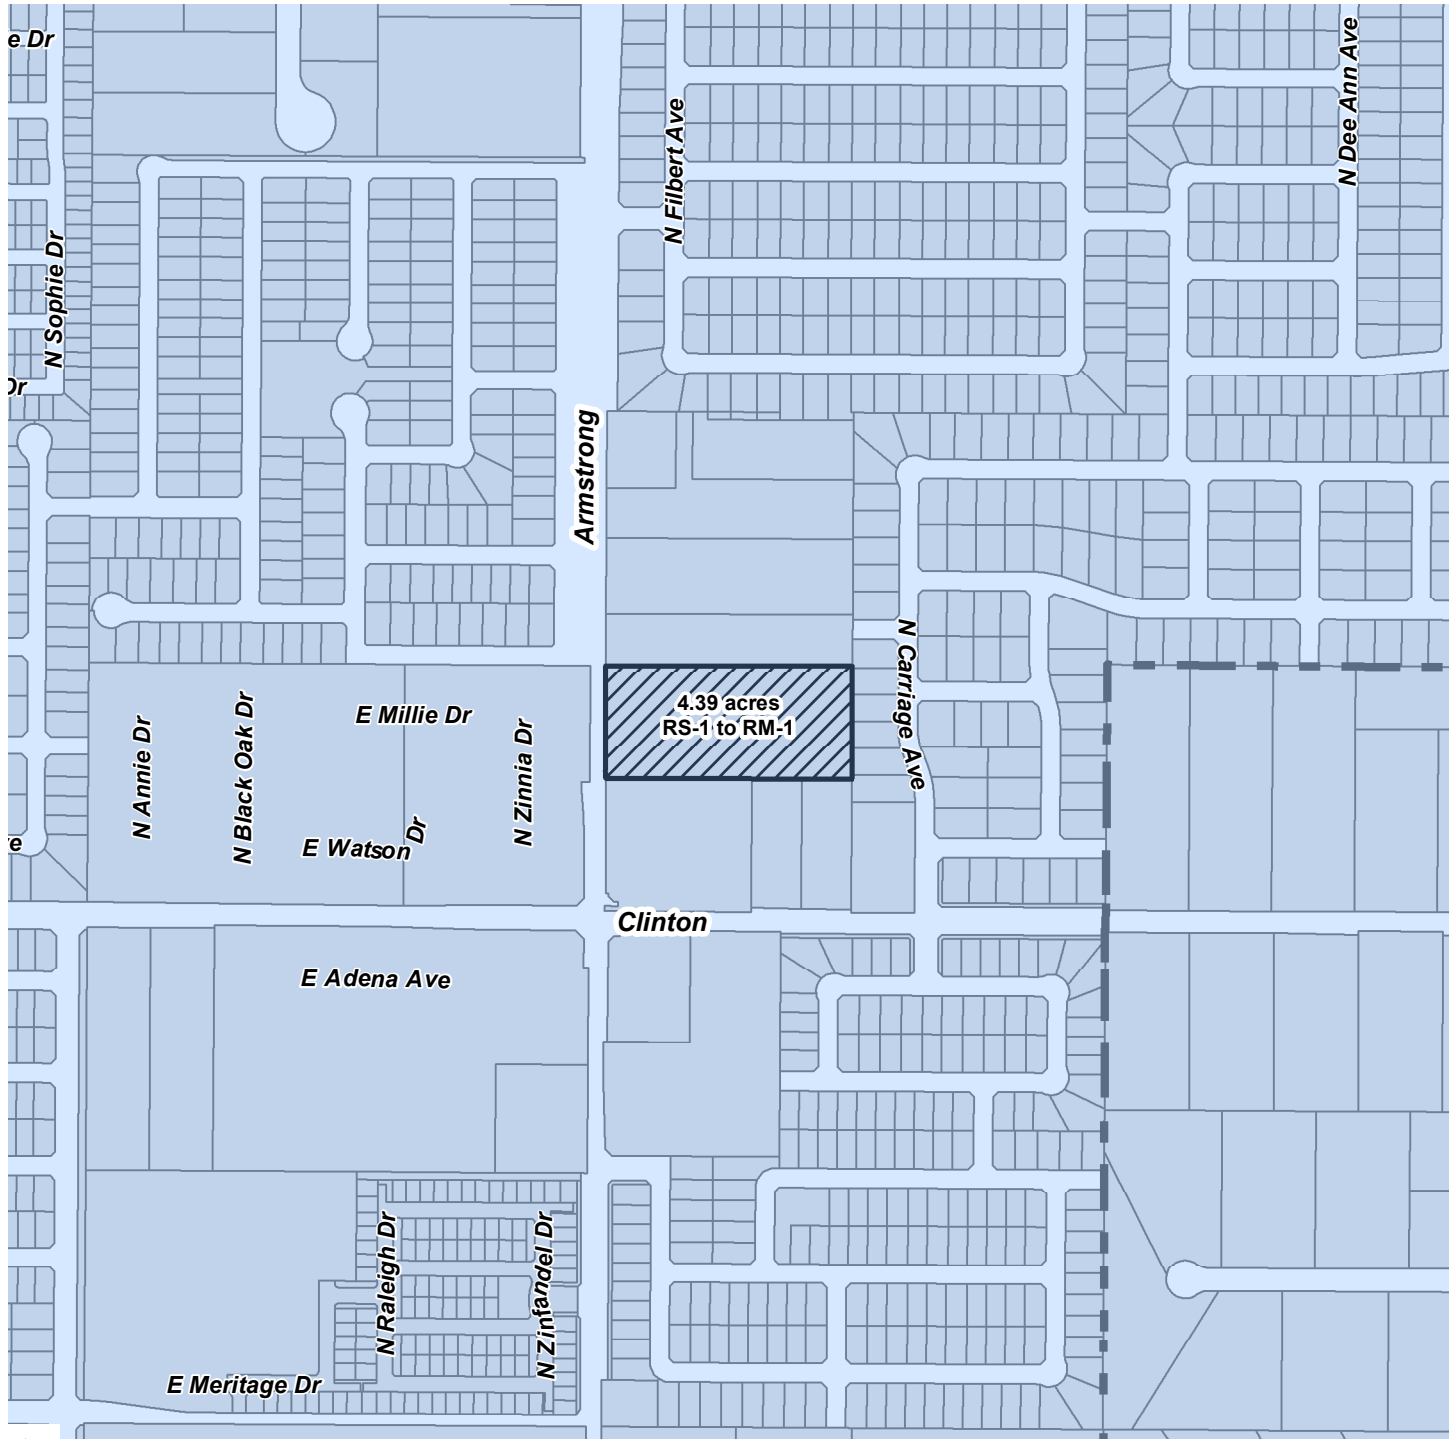 e Dr
N Dee Ann Ave
N Filbert Ave
N Sophie Dr
Dr
Armstrong
N Carriage Ave
4.39 acres
RS-1 to RM-1
E Millie Dr
N Annie Dr
N Black Oak Dr
N Zinnia Dr
E Watson Dr
ve
Clinton
E Adena Ave
N Raleigh Dr
N Zinfandel Dr
E Meritage Dr